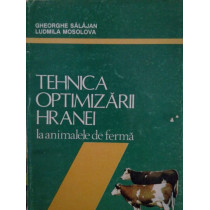 GHEORGHE SĂLĂJAN
LUDMILA MOSOLOVA
TEHNICA
OPTIMIZĂRII
HRANEI
la animalele de fermă